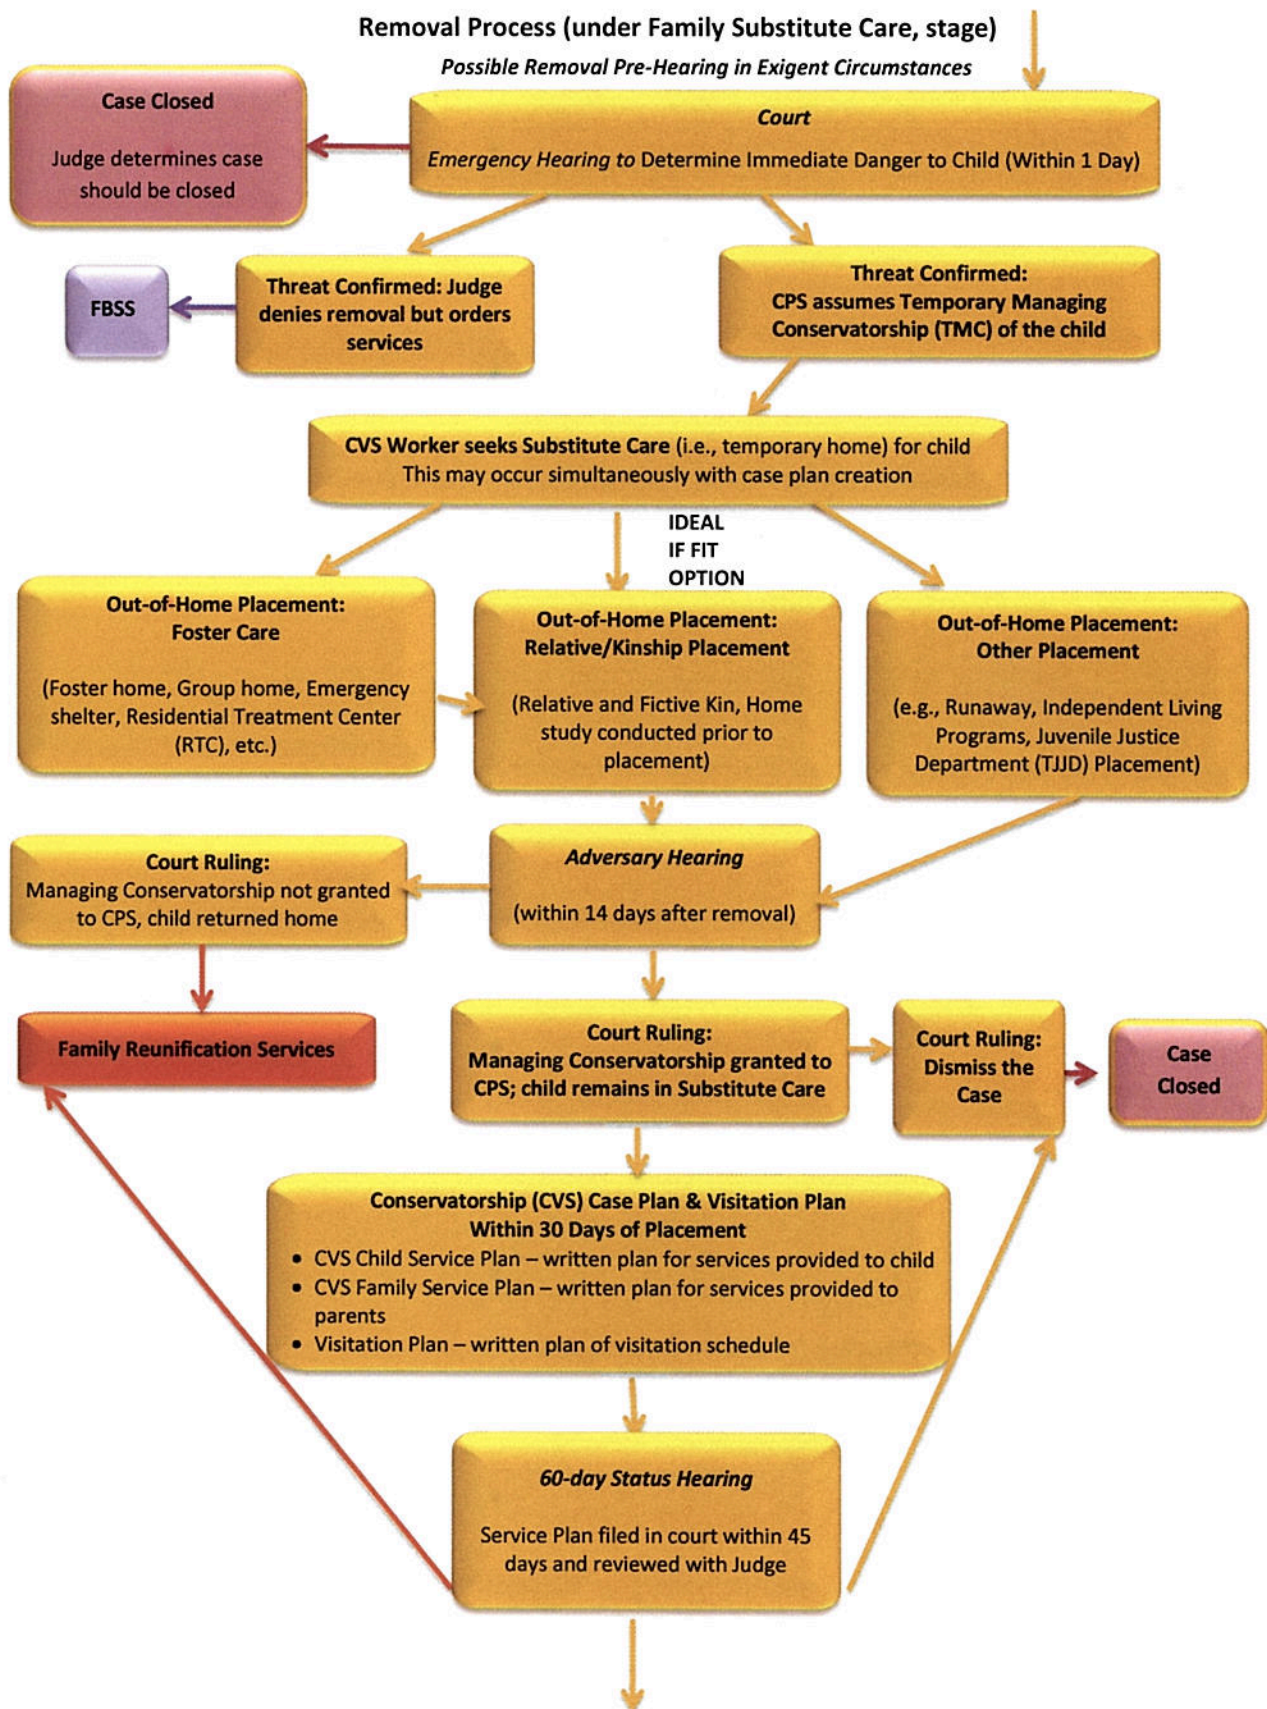 Removal Process (under Family Substitute Care, stage)
Possible Removal Pre-Hearing in Exigent Circumstances
Case Closed
Judge determines case
should be closed
Court
Emergency Hearing to Determine Immediate Danger to Child (Within 1 Day)
FBSS
Threat Confirmed: Judge
denies removal but orders
services
Threat Confirmed:
CPS assumes Temporary Managing
Conservatorship (TMC) of the child
CVS Worker seeks Substitute Care (i.e., temporary home) for child
This may occur simultaneously with case plan creation
IDEAL
IF FIT
OPTION
Out-of-Home Placement:
Foster Care
(Foster home, Group home, Emergency
shelter, Residential Treatment Center
(RTC), etc.)
Out-of-Home Placement:
Relative/Kinship Placement
(Relative and Fictive Kin, Home
study conducted prior to
placement)
Out-of-Home Placement:
Other Placement
(e.g., Runaway, Independent Living
Programs, Juvenile Justice
Department (TJJD) Placement)
Court Ruling:
Managing Conservatorship not granted
to CPS, child returned home
Adversary Hearing
(within 14 days after removal)
Family Reunification Services
Court Ruling:
Managing Conservatorship granted to
CPS; child remains in Substitute Care
Court Ruling:
Dismiss the
Case
Case
Closed
Conservatorship (CVS) Case Plan & Visitation Plan
Within 30 Days of Placement
• CVS Child Service Plan – written plan for services provided to child
• CVS Family Service Plan – written plan for services provided to
parents
• Visitation Plan – written plan of visitation schedule
60-day Status Hearing
Service Plan filed in court within 45
days and reviewed with Judge